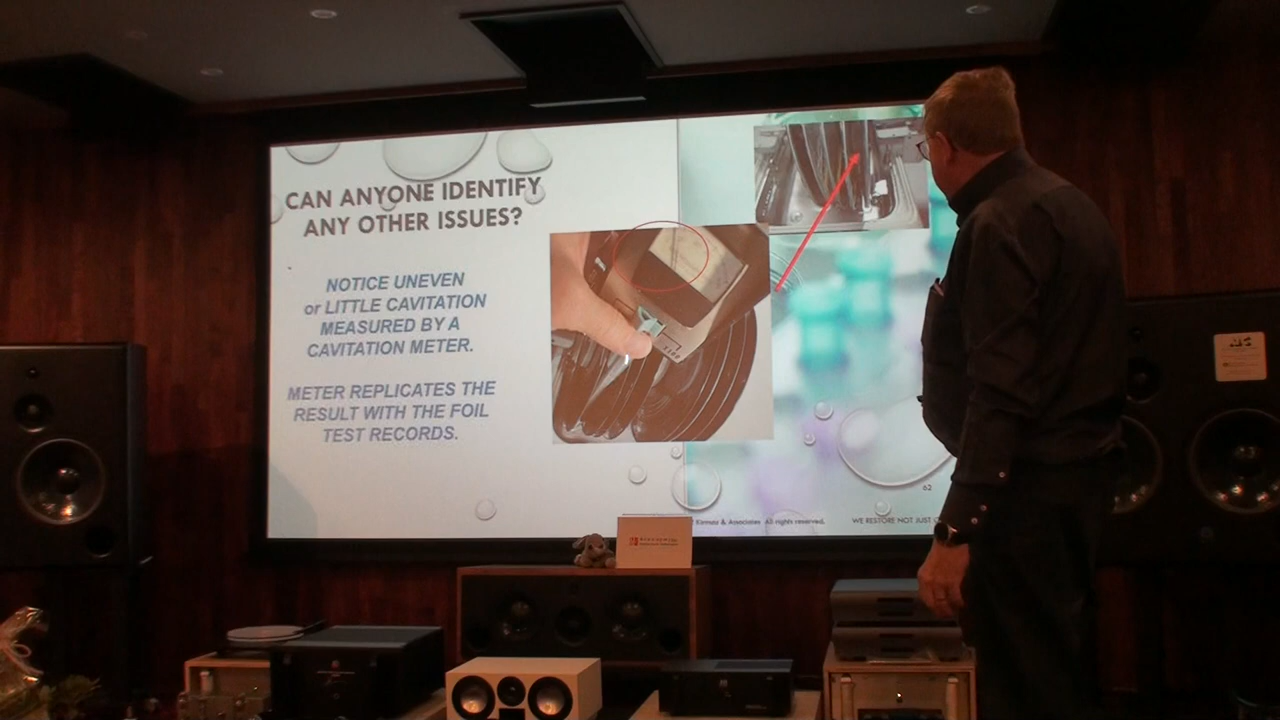 CAN ANYONE IDENTIFY
ANY OTHER ISSUES?
NOTICE UNEVEN
or LITTLE CAVITATION
MEASURED BY A
CAVITATION METER.
METER REPLICATES THE
RESULT WITH THE FOIL
TEST RECORDS.
62
& Associates All rights reserved.
WE RESTORE NOT JUST